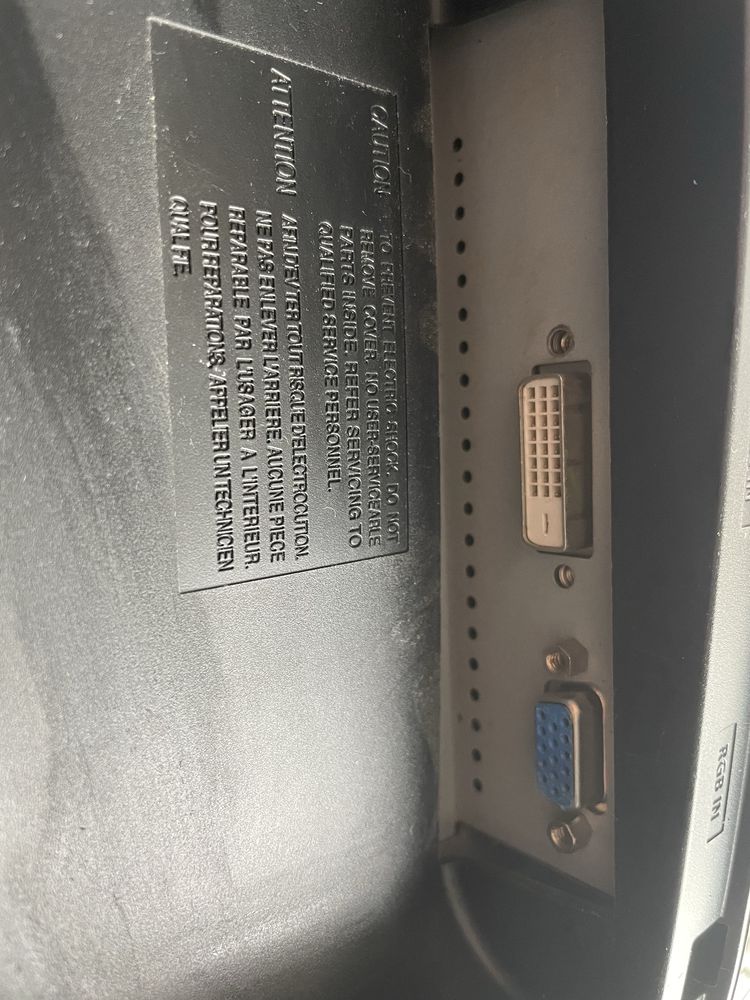 CAUTION : TO PREVENT ELECTRIC SHOCK, DO NOT
REMOVE COVER. NO USER-SERVICEABLE
PARTS INSIDE. REFER SERVICING TO
QUALIFIED SERVICE PERSONNEL.
ATTENTION : AFIN D'EVITER TOUT RISQUE D'ELECTROCUTION.
NE PAS ENLEVER L'ARRIERE. AUCUNE PIECE
REPARABLE PAR L'USAGER A L'INTERIEUR.
POUR REPARATIONS, 'APPELIER UN TECHNICIEN
QUALIFIE.
RGB IN